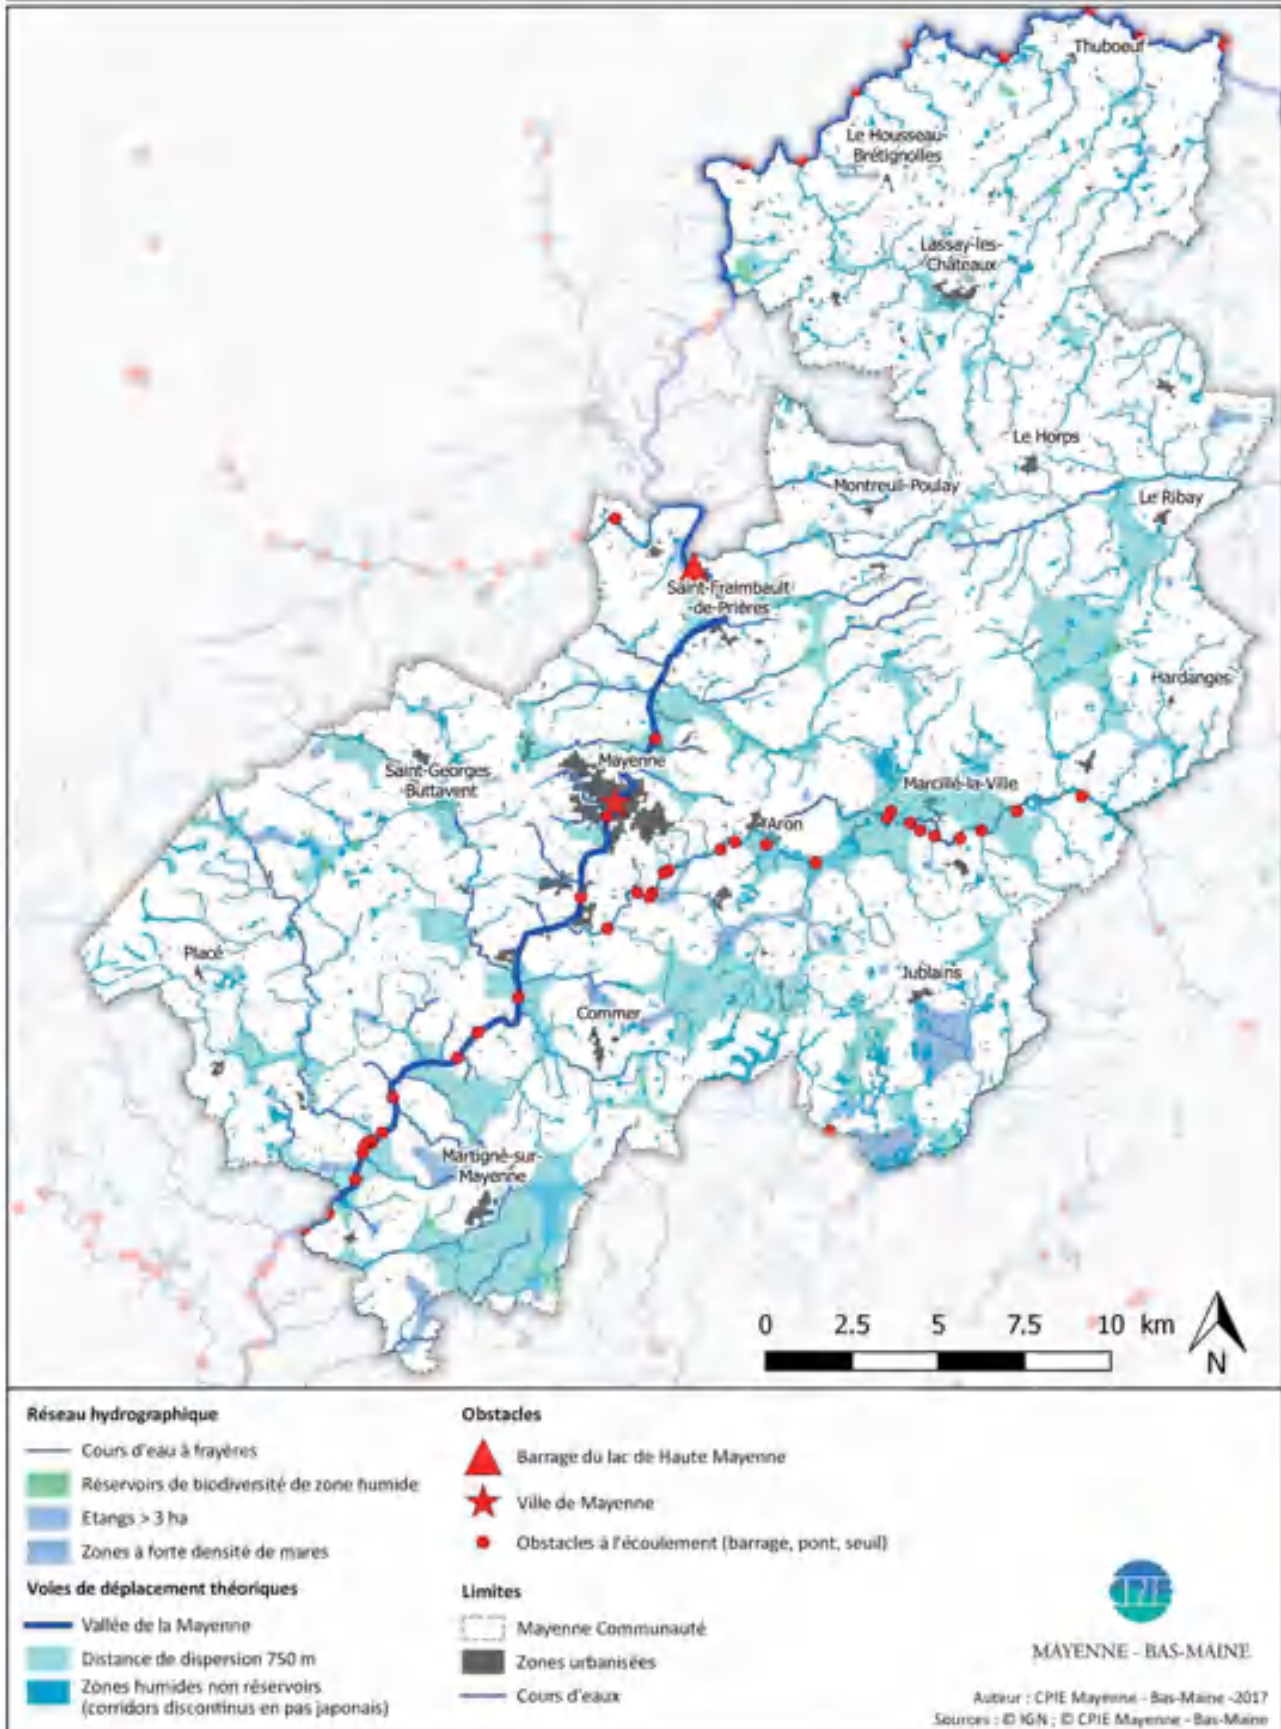 Thuboeuf
Le Housseau-
Brétignolles
Lassay-les-
Châteaux
Le Horps
Montreuil-Poulay
Le Ribay
Saint-Fraimbault
-de-Prières
Hardanges
Mayenne
Saint-Georges
Buttavent
Marcillé-la-Ville
Aron
Placé
Jublains
Commer
Martigné-sur-
Mayenne
0 2.5 5 7.5 10 km
N
Réseau hydrographique
Cours d'eau à frayères
Réservoirs de biodiversité de zone humide
Etangs > 3 ha
Zones à forte densité de mares
Voies de déplacement théoriques
Vallée de la Mayenne
Distance de dispersion 750 m
Zones humides non réservoirs
(corridors discontinus en pas japonais)
Obstacles
Barrage du lac de Haute Mayenne
Ville de Mayenne
Obstacles à l'écoulement (barrage, pont, seuil)
Limites
Mayenne Communauté
Zones urbanisées
Cours d'eaux
CPIE
MAYENNE - BAS-MAINE
Auteur : CPIE Mayenne - Bas-Maine -2017
Sources : © IGN ; © CPIE Mayenne - Bas-Maine